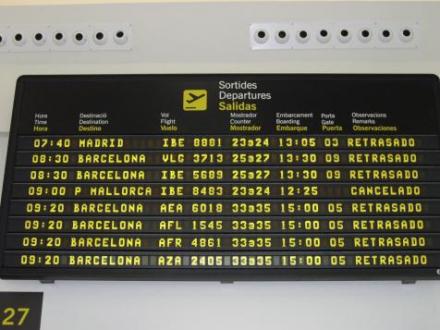 Sortides
Departures
Salidas
Hora Destinació Vol Mostrador Embarcament Porta Observacions
Time Destination Flight Counter Boarding Gate Remarks
Hora Destino Vuelo Mostrador Embarque Puerta Observaciones
07:40 MADRID IBE 8881 23a24 13:05 03 RETRASADO
08:30 BARCELONA VLG 3713 25a27 13:30 09 RETRASADO
08:30 BARCELONA IBE 5689 25a27 13:30 09 RETRASADO
09:00 P MALLORCA IBE 8483 23a24 12:25 CANCELADO
09:20 BARCELONA AEA 6018 33a35 15:00 05 RETRASADO
09:20 BARCELONA AFL 1545 33a35 15:00 05 RETRASADO
09:20 BARCELONA AFR 4861 33a35 15:00 05 RETRASADO
09:20 BARCELONA AZA 2405 33a35 15:00 05 RETRASADO
27